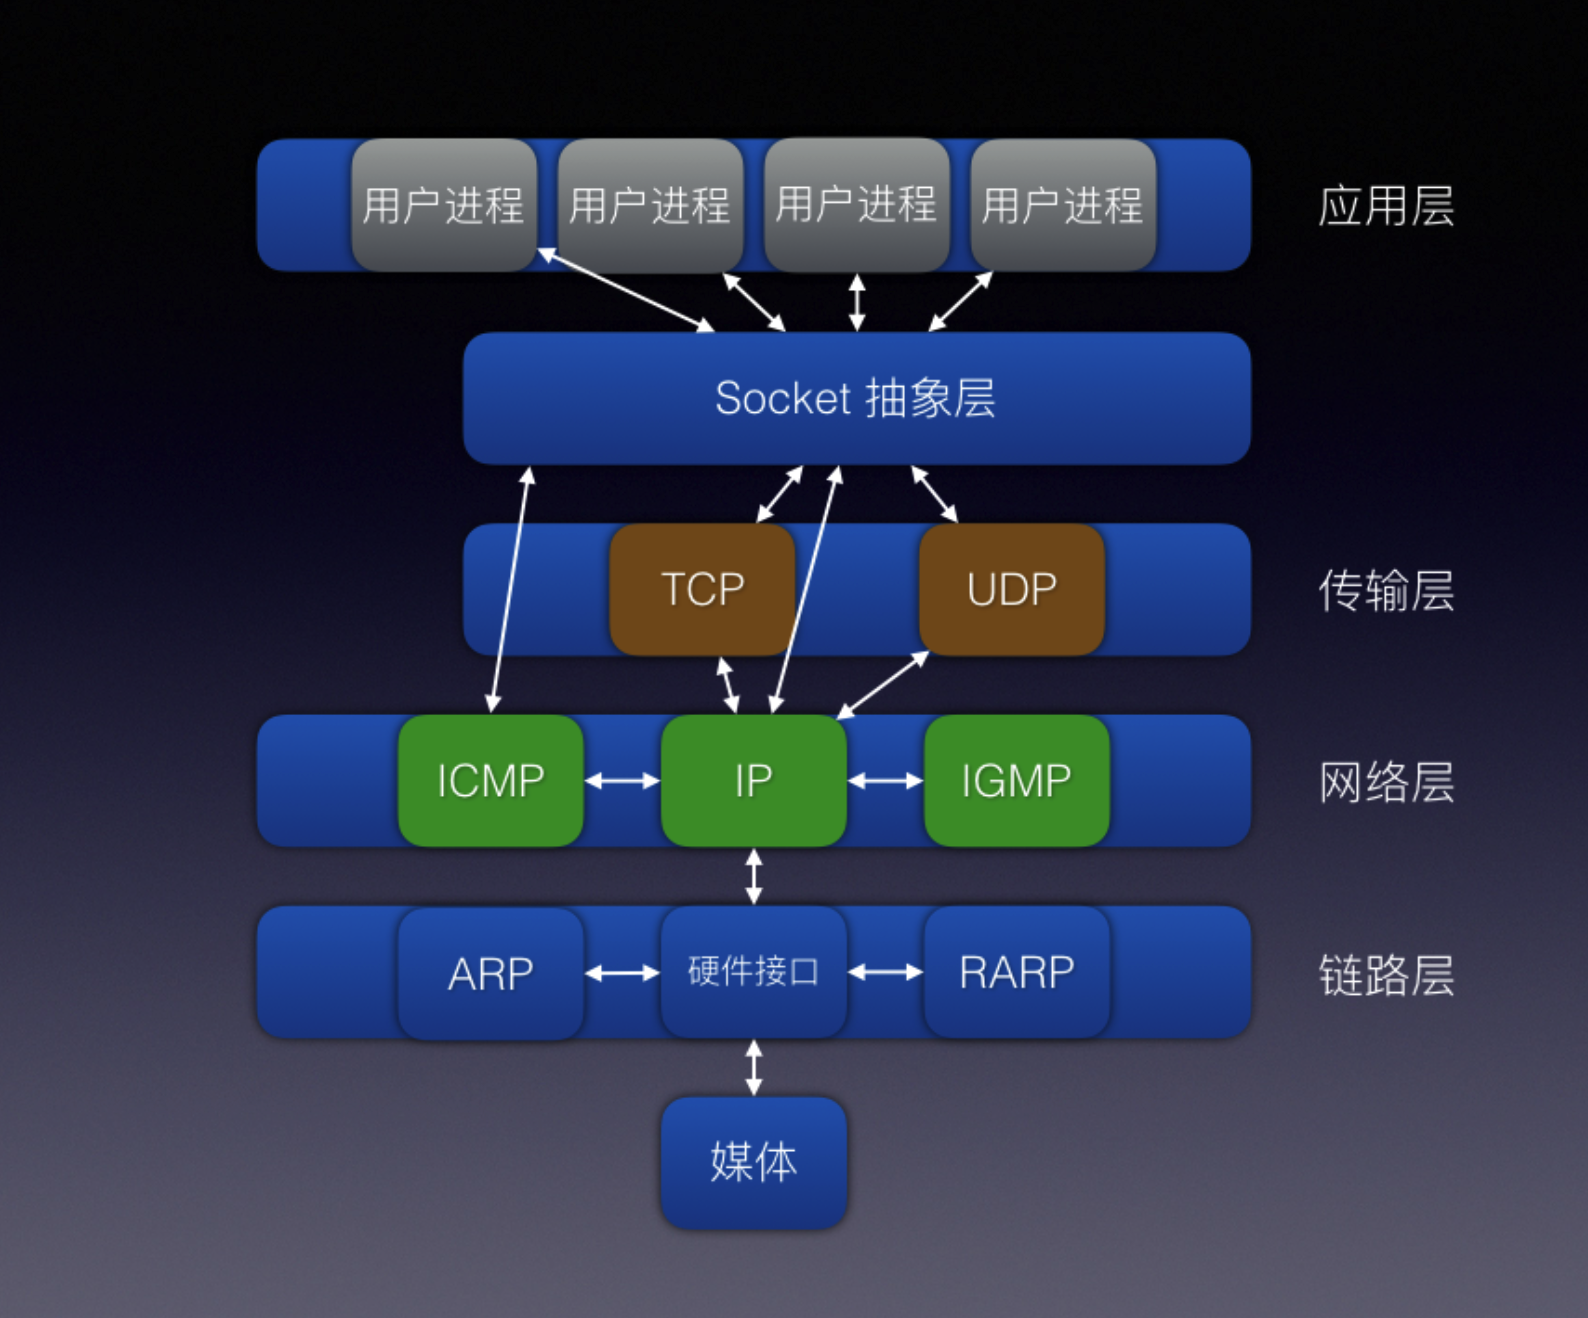 用户进程 用户进程 用户进程 用户进程 应用层
Socket 抽象层
TCP UDP 传输层
ICMP IP IGMP 网络层
ARP 硬件接口 RARP 链路层
媒体